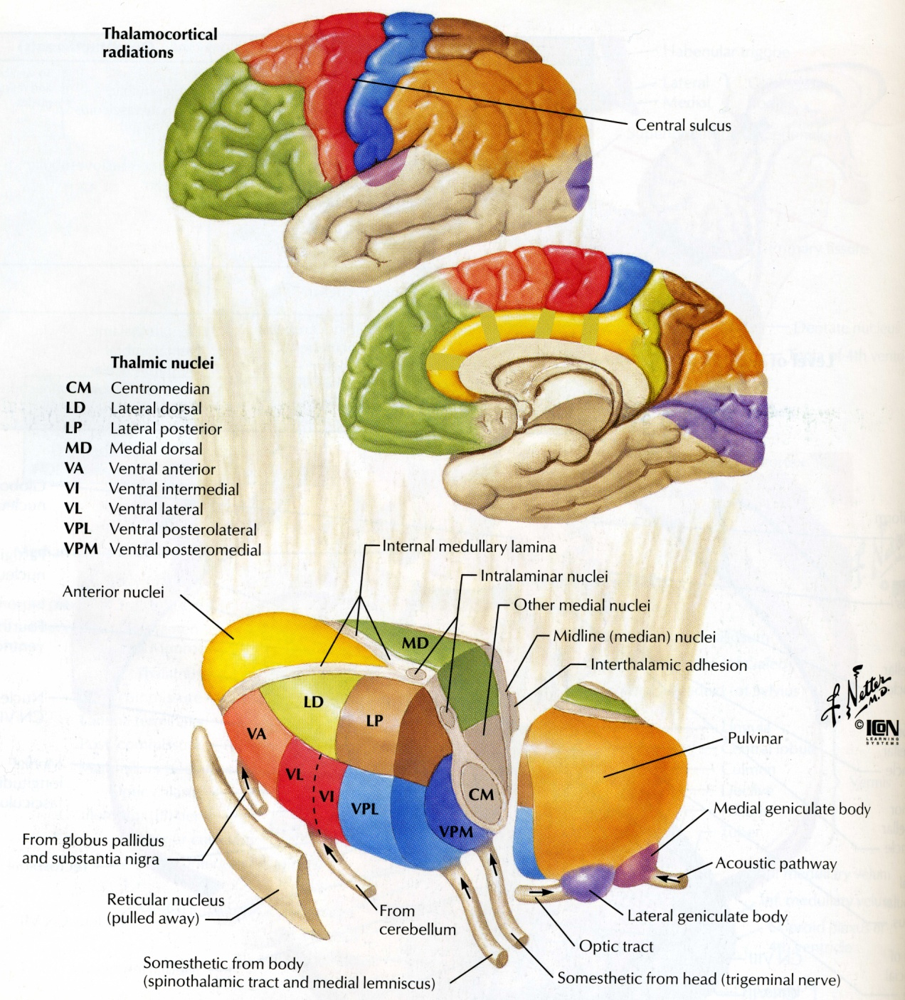 Thalamocortical
radiations
Central sulcus
Thalmic nuclei
CM Centromedian
LD Lateral dorsal
LP Lateral posterior
MD Medial dorsal
VA Ventral anterior
VI Ventral intermedial
VL Ventral lateral
VPL Ventral posterolateral
VPM Ventral posteromedial
Internal medullary lamina
Intralaminar nuclei
Anterior nuclei
Other medial nuclei
Midline (median) nuclei
Interthalamic adhesion
MD
LD
LP
VA
VL
VI
VPL
VPM
CM
Pulvinar
Medial geniculate body
Acoustic pathway
From globus pallidus
and substantia nigra
Reticular nucleus
(pulled away)
From
cerebellum
Lateral geniculate body
Optic tract
Somesthetic from body
(spinothalamic tract and medial lemniscus)
Somesthetic from head (trigeminal nerve)
F. Netter
M.D.
© ICON
LEARNING
SYSTEMS